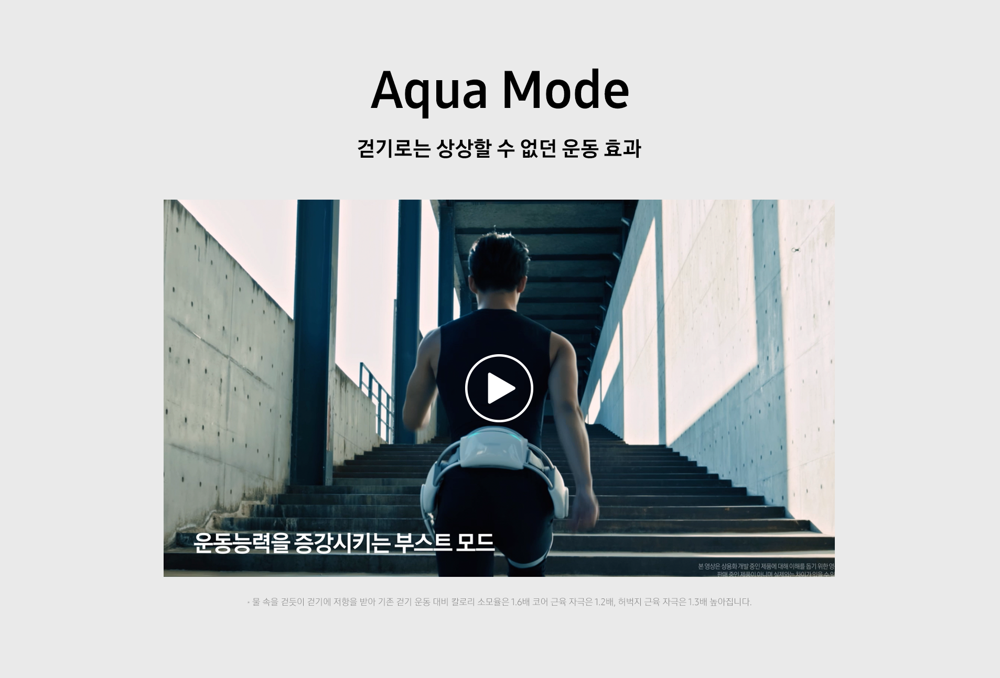 Aqua Mode
걷기로는 상상할 수 없던 운동 효과
운동능력을 증강시키는 부스트 모드
본 영상은 상용화 개발 중인 제품에 대해 이해를 돕기 위한 영
판매 중인 제품이 아니며 실제와는 차이가 있을 수 있
• 물 속을 걷듯이 걷기에 저항을 받아 기존 걷기 운동 대비 칼로리 소모율은 1.6배 코어 근육 자극은 1.2배, 허벅지 근육 자극은 1.3배 높아집니다.